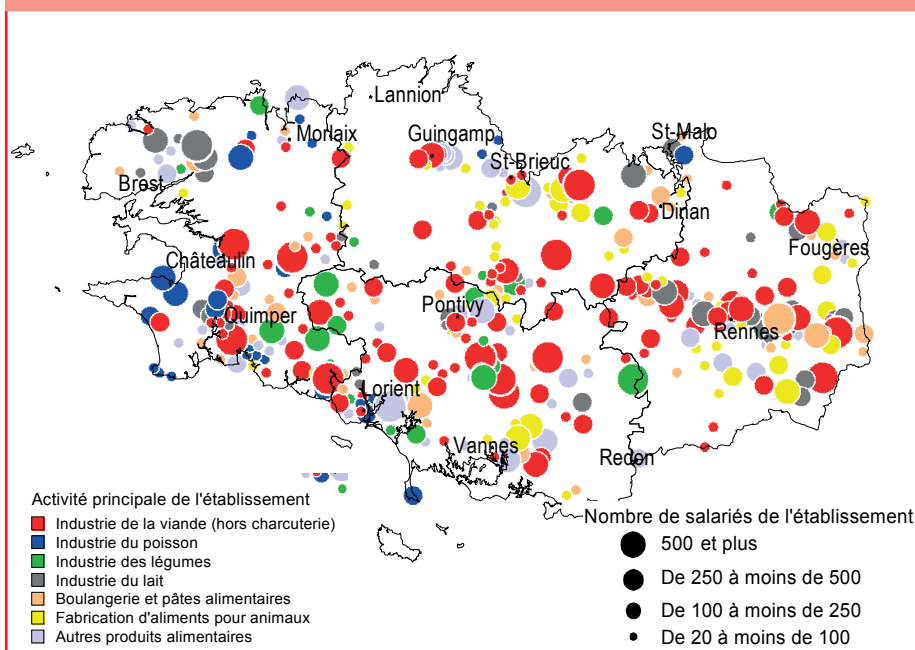 Lannion
Morlaix
Guingamp
St-Malo
St-Brieuc
Brest
Dinan
Fougères
Châteaulin
Pontivy
Quimper
Rennes
Lorient
Vannes
Redon
Activité principale de l'établissement
Industrie de la viande (hors charcuterie)
Industrie du poisson
Industrie des légumes
Industrie du lait
Boulangerie et pâtes alimentaires
Fabrication d'aliments pour animaux
Autres produits alimentaires
Nombre de salariés de l'établissement
500 et plus
De 250 à moins de 500
De 100 à moins de 250
De 20 à moins de 100